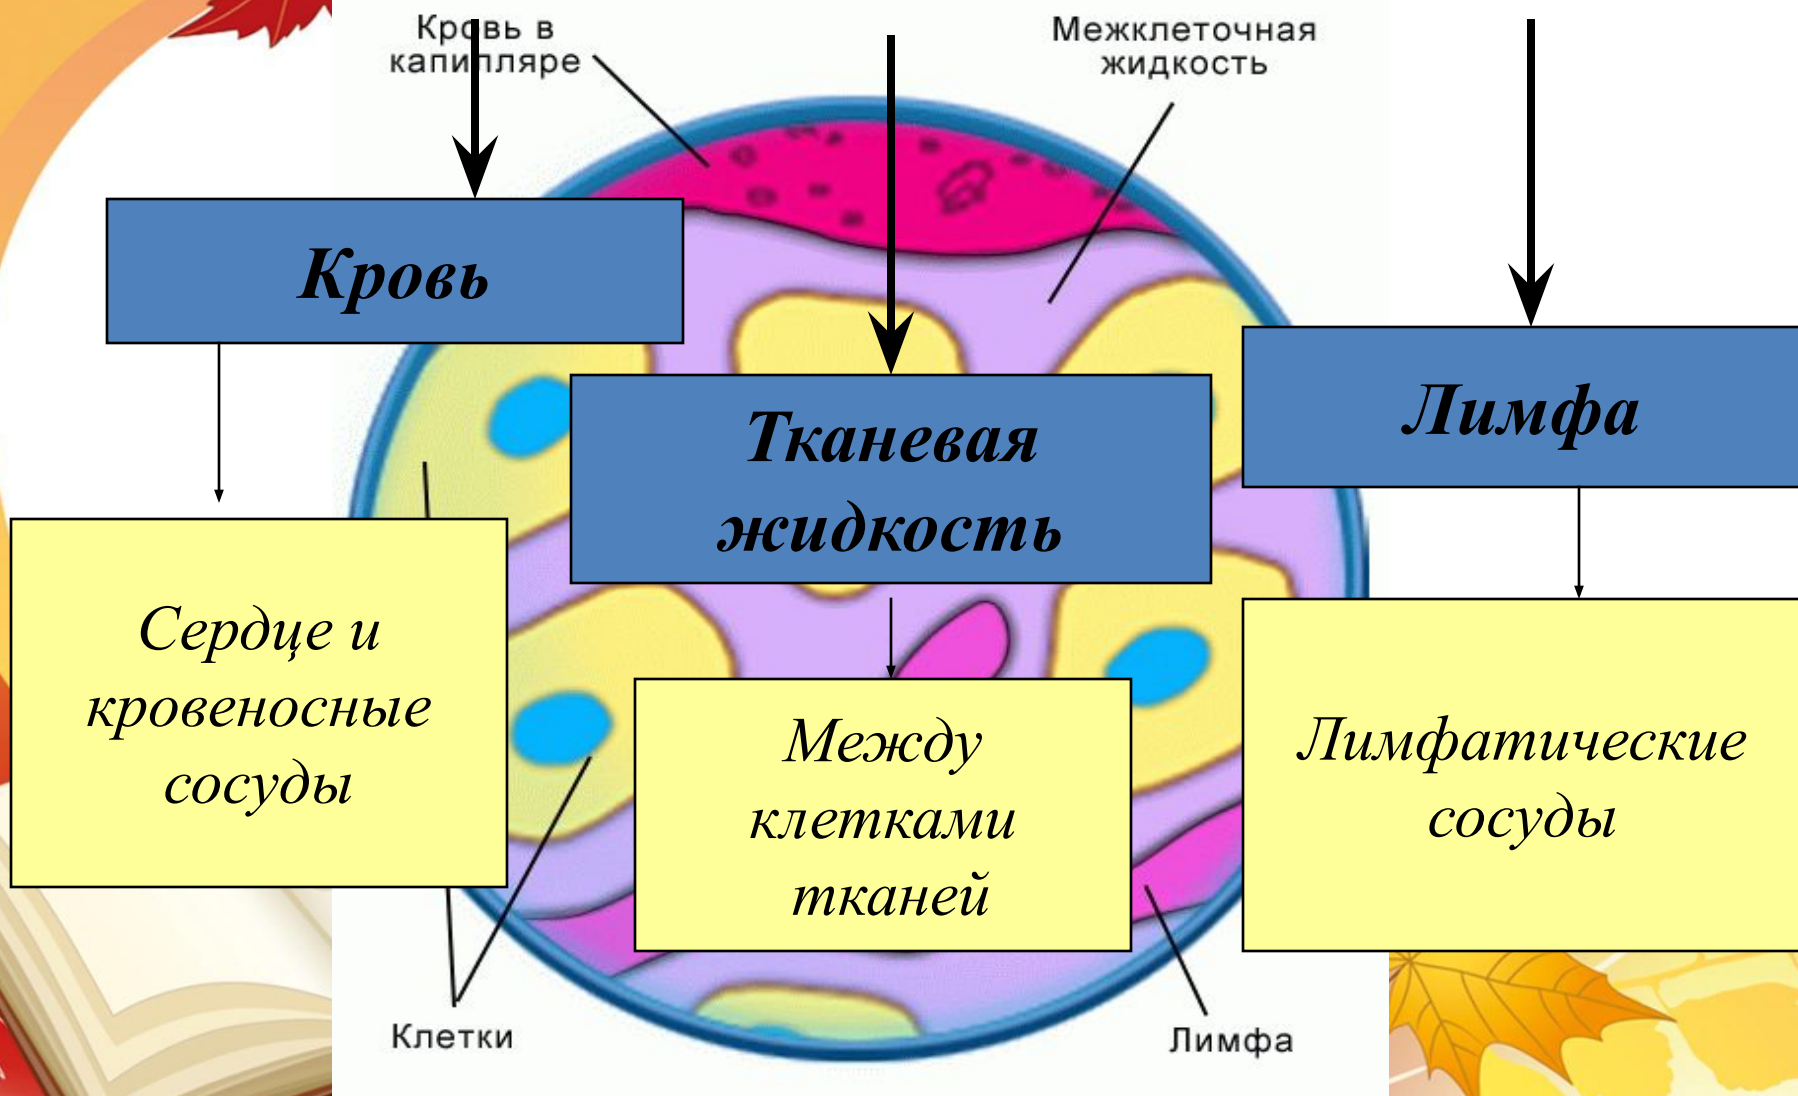 Кровь в
капилляре
Межклеточная
жидкость
Кровь
Тканевая
жидкость
Лимфа
Сердце и
кровеносные
сосуды
Между
клетками
тканей
Лимфатические
сосуды
Клетки
Лимфа